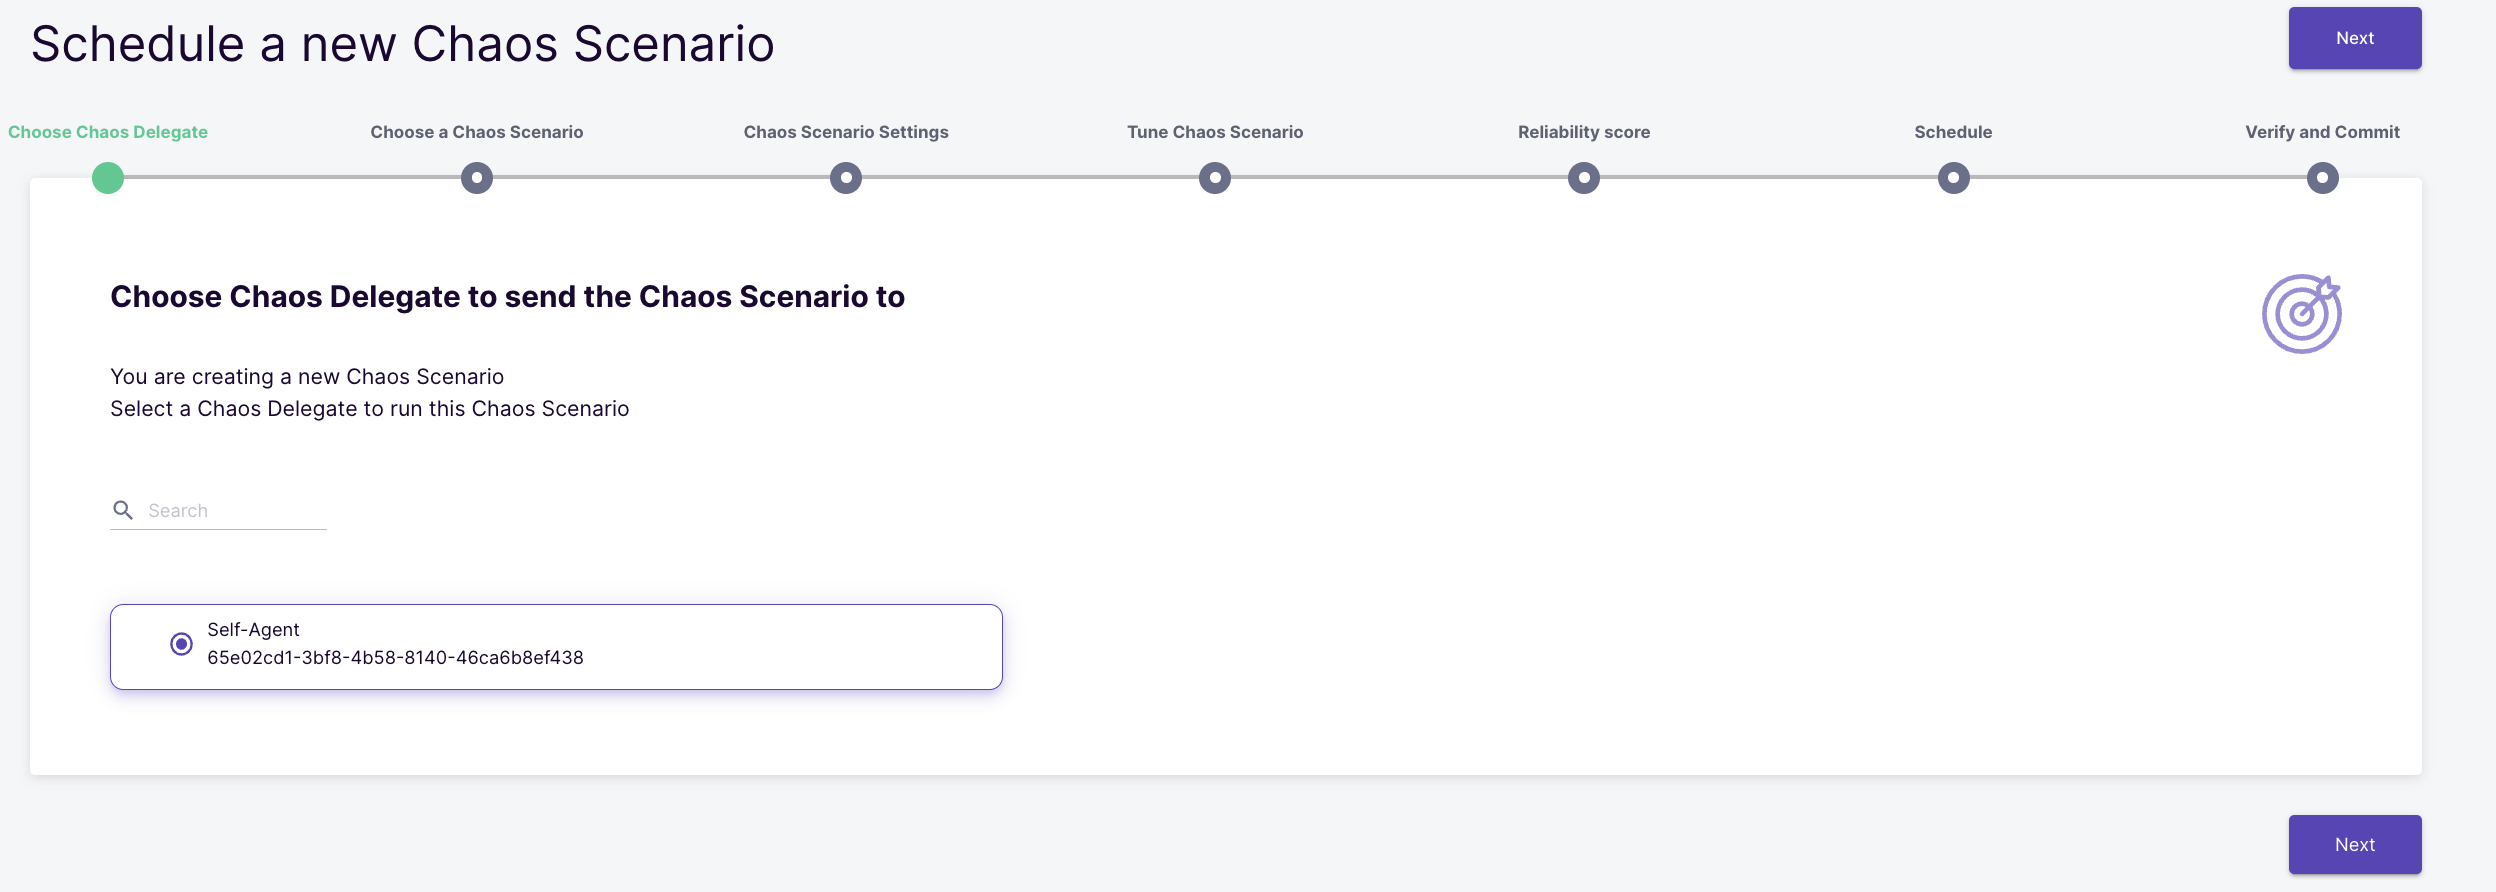 Schedule a new Chaos Scenario
Next
Choose Chaos Delegate
Choose a Chaos Scenario
Chaos Scenario Settings
Tune Chaos Scenario
Reliability score
Schedule
Verify and Commit
Choose Chaos Delegate to send the Chaos Scenario to
You are creating a new Chaos Scenario
Select a Chaos Delegate to run this Chaos Scenario
Search
Self-Agent
65e02cd1-3bf8-4b58-8140-46ca6b8ef438
Next